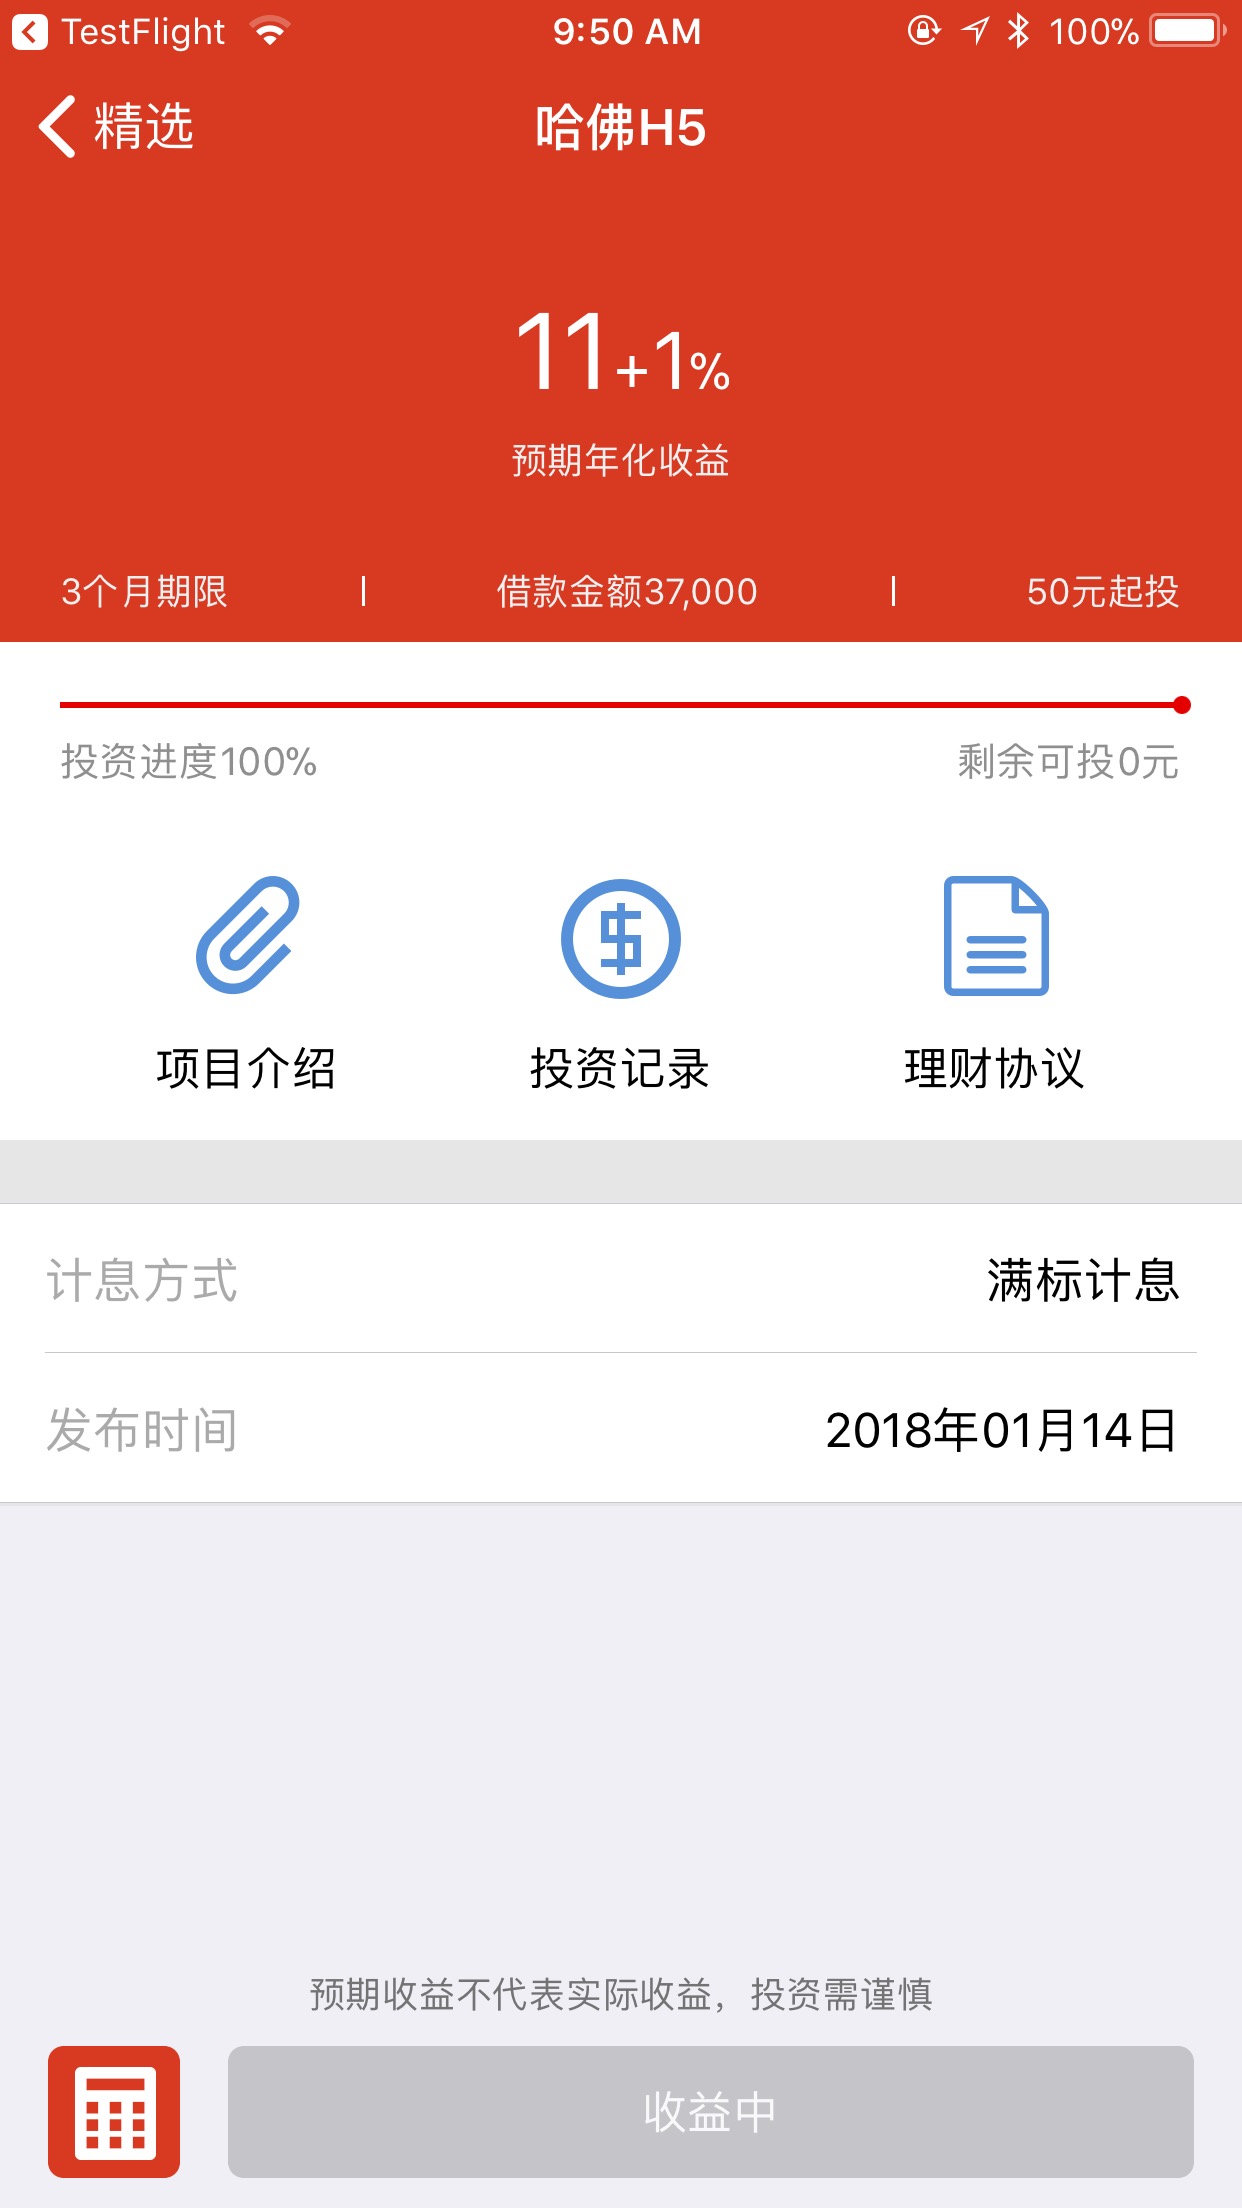 TestFlight 9:50 AM 100%
精选 哈佛H5
11+1%
预期年化收益
3个月期限 借款金额37,000 50元起投
投资进度100% 剩余可投0元
项目介绍 投资记录 理财协议
计息方式 满标计息
发布时间 2018年01月14日
预期收益不代表实际收益，投资需谨慎
收益中